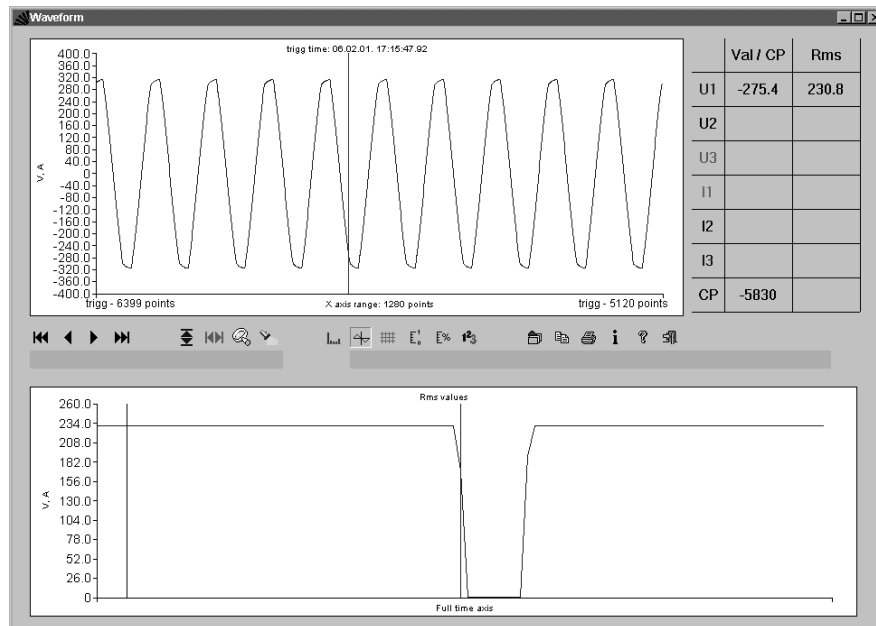 Waveform
trigg time: 06.02.01. 17:15:47.92
400.0
360.0
320.0
280.0
240.0
200.0
160.0
120.0
80.0
40.0
0
-40.0
-80.0
-120.0
-160.0
-200.0
-240.0
-280.0
-320.0
-360.0
-400.0
V, A
trigg - 6399 points
X axis range: 1280 points
trigg - 5120 points
Val / CP Rms
U1 -275.4 230.8
U2
U3
I1
I2
I3
CP -5830
E% 1²3 i ?
Rms values
260.0
234.0
208.0
182.0
156.0
130.0
104.0
78.0
52.0
26.0
0
V, A
Full time axis